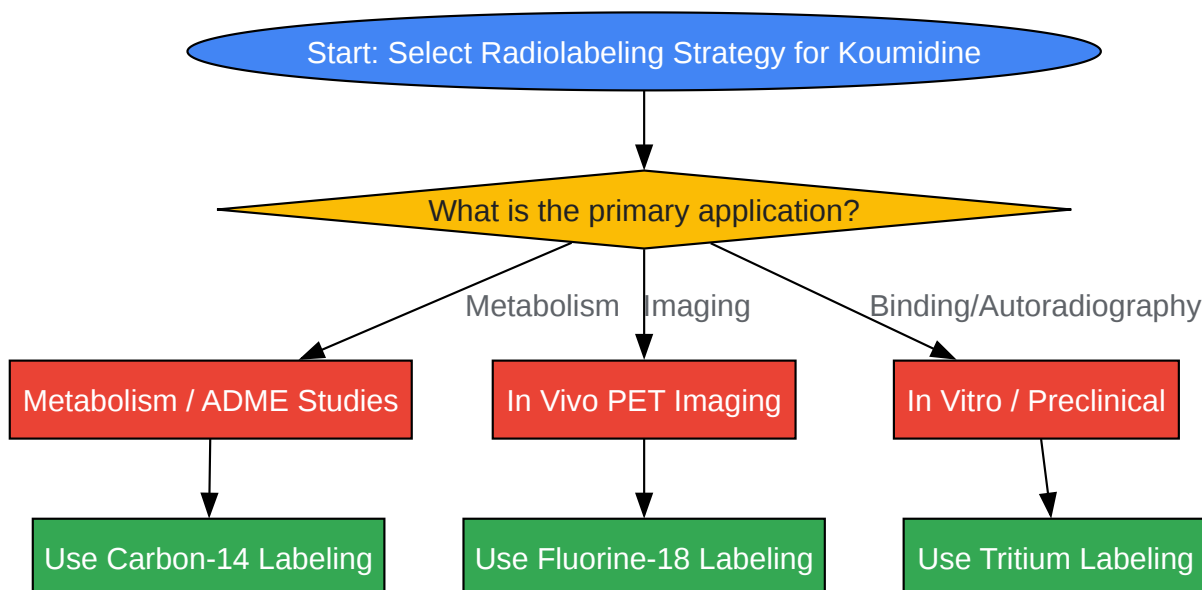 Start: Select Radiolabeling Strategy for Koumidine
What is the primary application?
Metabolism
Imaging
Binding/Autoradiography
Metabolism / ADME Studies
In Vivo PET Imaging
In Vitro / Preclinical
Use Carbon-14 Labeling
Use Fluorine-18 Labeling
Use Tritium Labeling